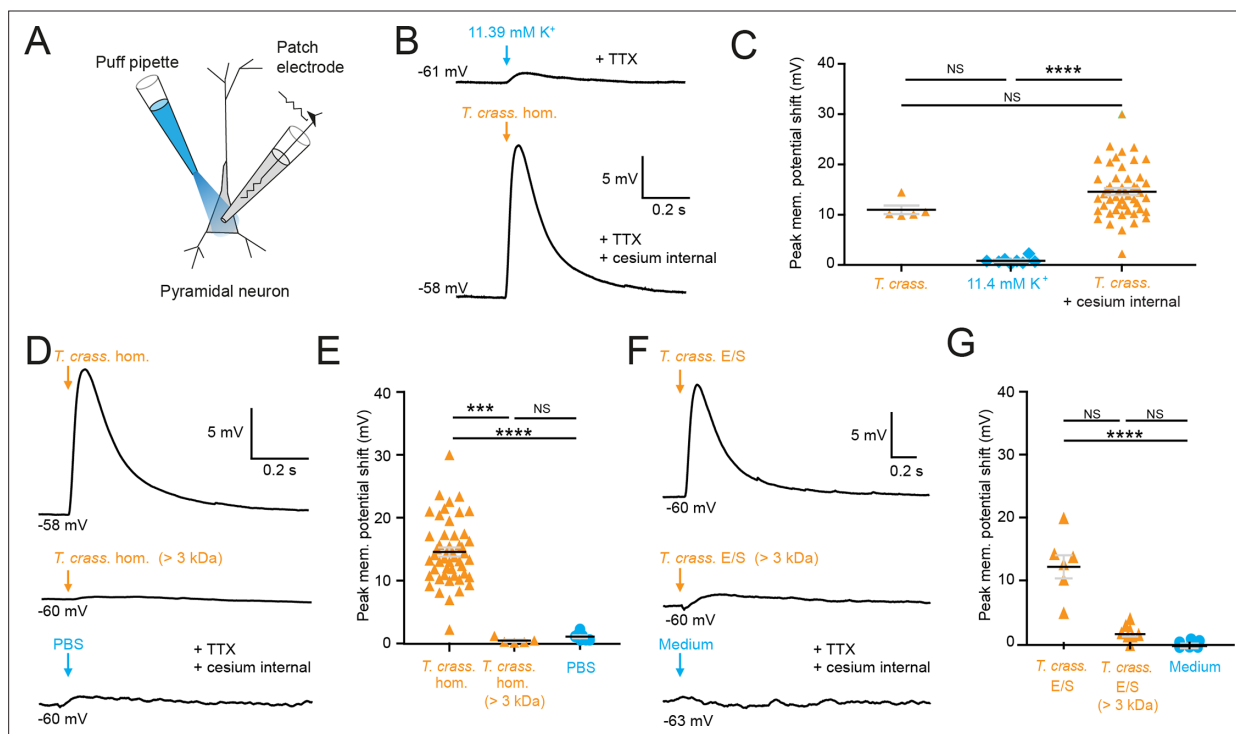 A
Puff pipette
Patch
electrode
Pyramidal neuron
B
11.39 mM K⁺
+ TTX
-61 mV
T. crass. hom.
5 mV
0.2 s
+ TTX
+ cesium internal
-58 mV
C
Peak mem. potential shift (mV)
40
30
20
10
0
NS
****
NS
T. crass.
11.4 mM K⁺
T. crass.
+ cesium internal
D
T. crass. hom.
5 mV
0.2 s
-58 mV
T. crass. hom. (> 3 kDa)
-60 mV
PBS
+ TTX
+ cesium internal
-60 mV
E
Peak mem. potential shift (mV)
40
30
20
10
0
***
NS
****
T. crass.
hom.
T. crass.
hom.
(> 3 kDa)
PBS
F
T. crass. E/S
5 mV
0.2 s
-60 mV
T. crass. E/S (> 3 kDa)
-60 mV
Medium
+ TTX
+ cesium internal
-63 mV
G
Peak mem. potential shift (mV)
40
30
20
10
0
NS
NS
****
T. crass.
E/S
T. crass.
E/S
(> 3 kDa)
Medium